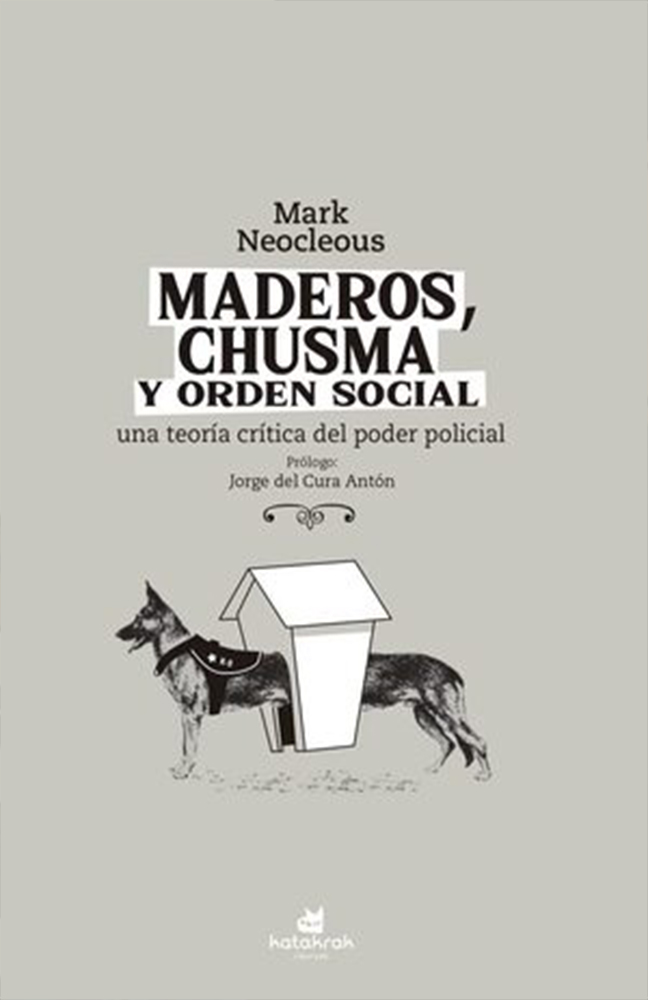 Mark
Neocleous
MADEROS,
CHUSMA
Y ORDEN SOCIAL
una teoría crítica del poder policial
Prólogo:
Jorge del Cura Antón
katakrak